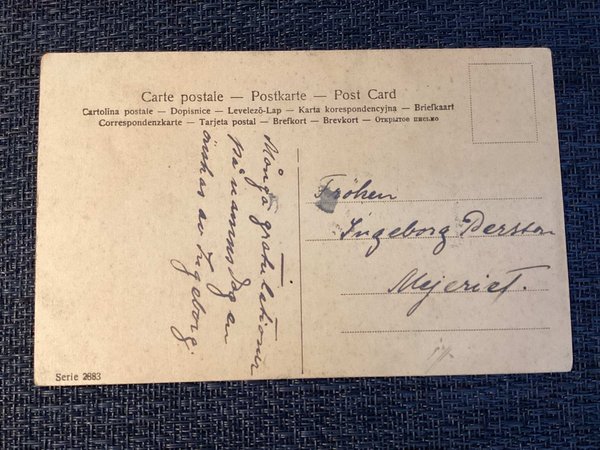 Carte postale — Postkarte — Post Card
Cartolina postale — Dopisnice — Levelező-Lap — Karta korespondencyjna — Briefkaart
Correspondenzkarte — Tarjeta postal — Brefkort — Brevkort — Открытое письмо
Många gratulationer
På namnsdagen
önskas av Ingeborg.
Fröken
Ingeborg Persson
Mejeriet.
Serie 2883